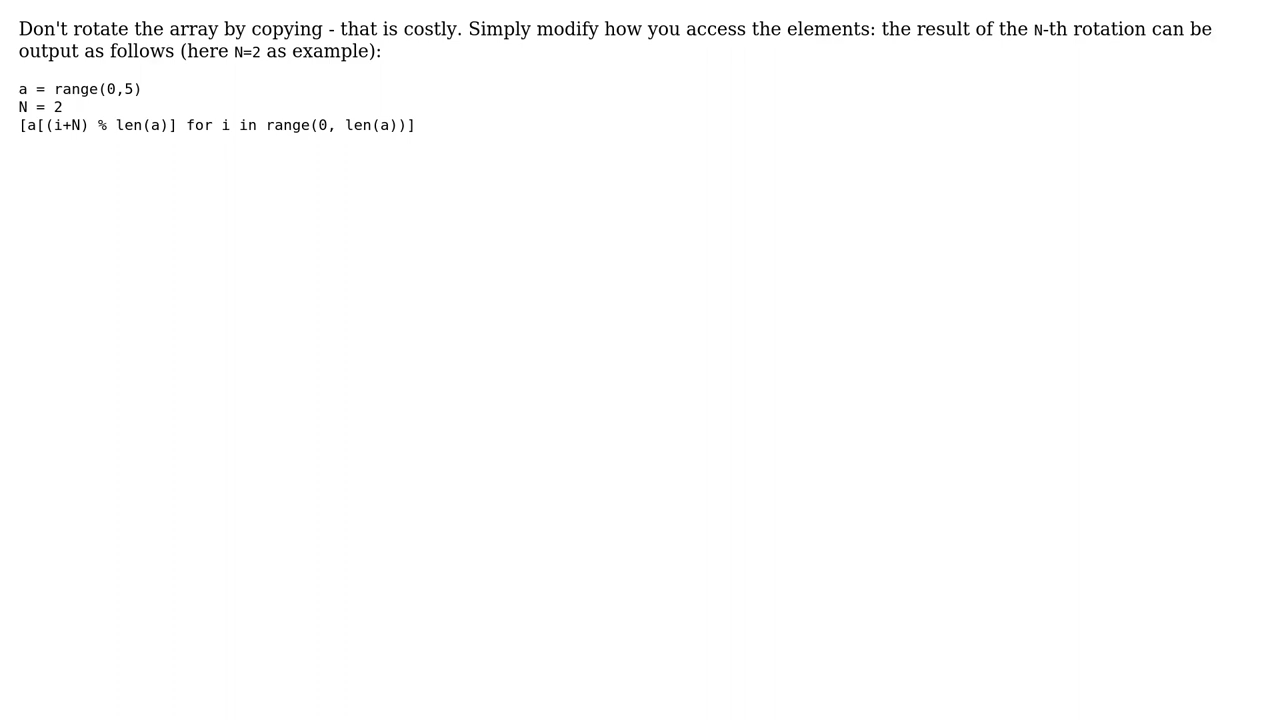 Don't rotate the array by copying - that is costly. Simply modify how you access the elements: the result of the N-th rotation can be
output as follows (here N=2 as example):
a = range(0,5)
N = 2
[a[(i+N) % len(a)] for i in range(0, len(a))]